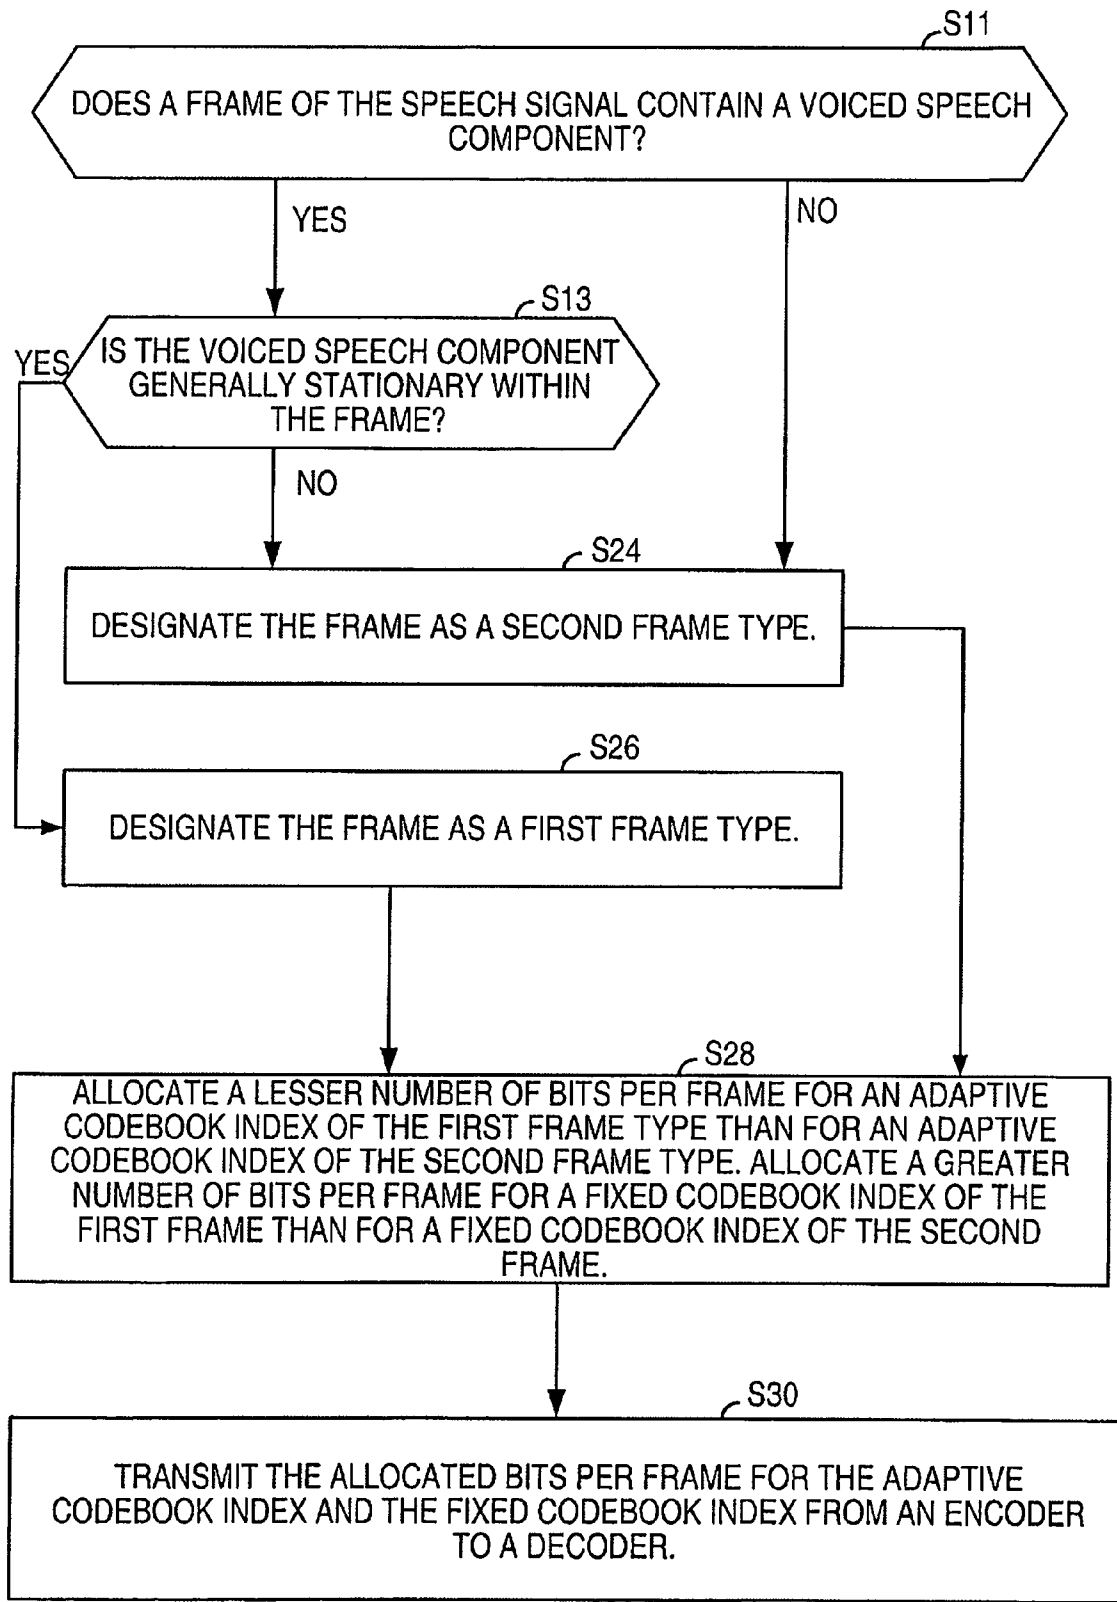 S11
DOES A FRAME OF THE SPEECH SIGNAL CONTAIN A VOICED SPEECH
COMPONENT?
YES
NO
S13
YES
IS THE VOICED SPEECH COMPONENT
GENERALLY STATIONARY WITHIN
THE FRAME?
NO
S24
DESIGNATE THE FRAME AS A SECOND FRAME TYPE.
S26
DESIGNATE THE FRAME AS A FIRST FRAME TYPE.
S28
ALLOCATE A LESSER NUMBER OF BITS PER FRAME FOR AN ADAPTIVE
CODEBOOK INDEX OF THE FIRST FRAME TYPE THAN FOR AN ADAPTIVE
CODEBOOK INDEX OF THE SECOND FRAME TYPE. ALLOCATE A GREATER
NUMBER OF BITS PER FRAME FOR A FIXED CODEBOOK INDEX OF THE
FIRST FRAME THAN FOR A FIXED CODEBOOK INDEX OF THE SECOND
FRAME.
S30
TRANSMIT THE ALLOCATED BITS PER FRAME FOR THE ADAPTIVE
CODEBOOK INDEX AND THE FIXED CODEBOOK INDEX FROM AN ENCODER
TO A DECODER.